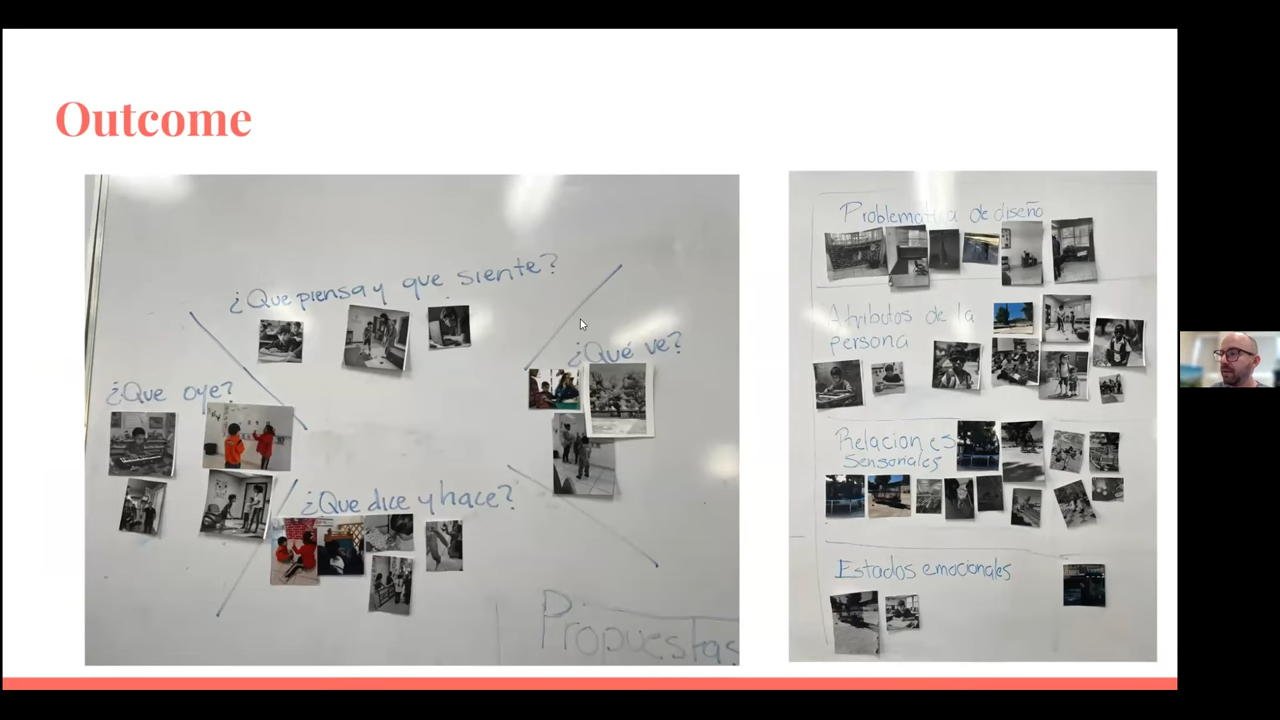 Outcome
¿Que piensa y que siente?
¿Qué ve?
¿Que oye?
¿Que dice y hace?
Propuestas
Problematica de diseño
Atributos de la
persona
Relaciones
Sensoriales
Estados emocionales